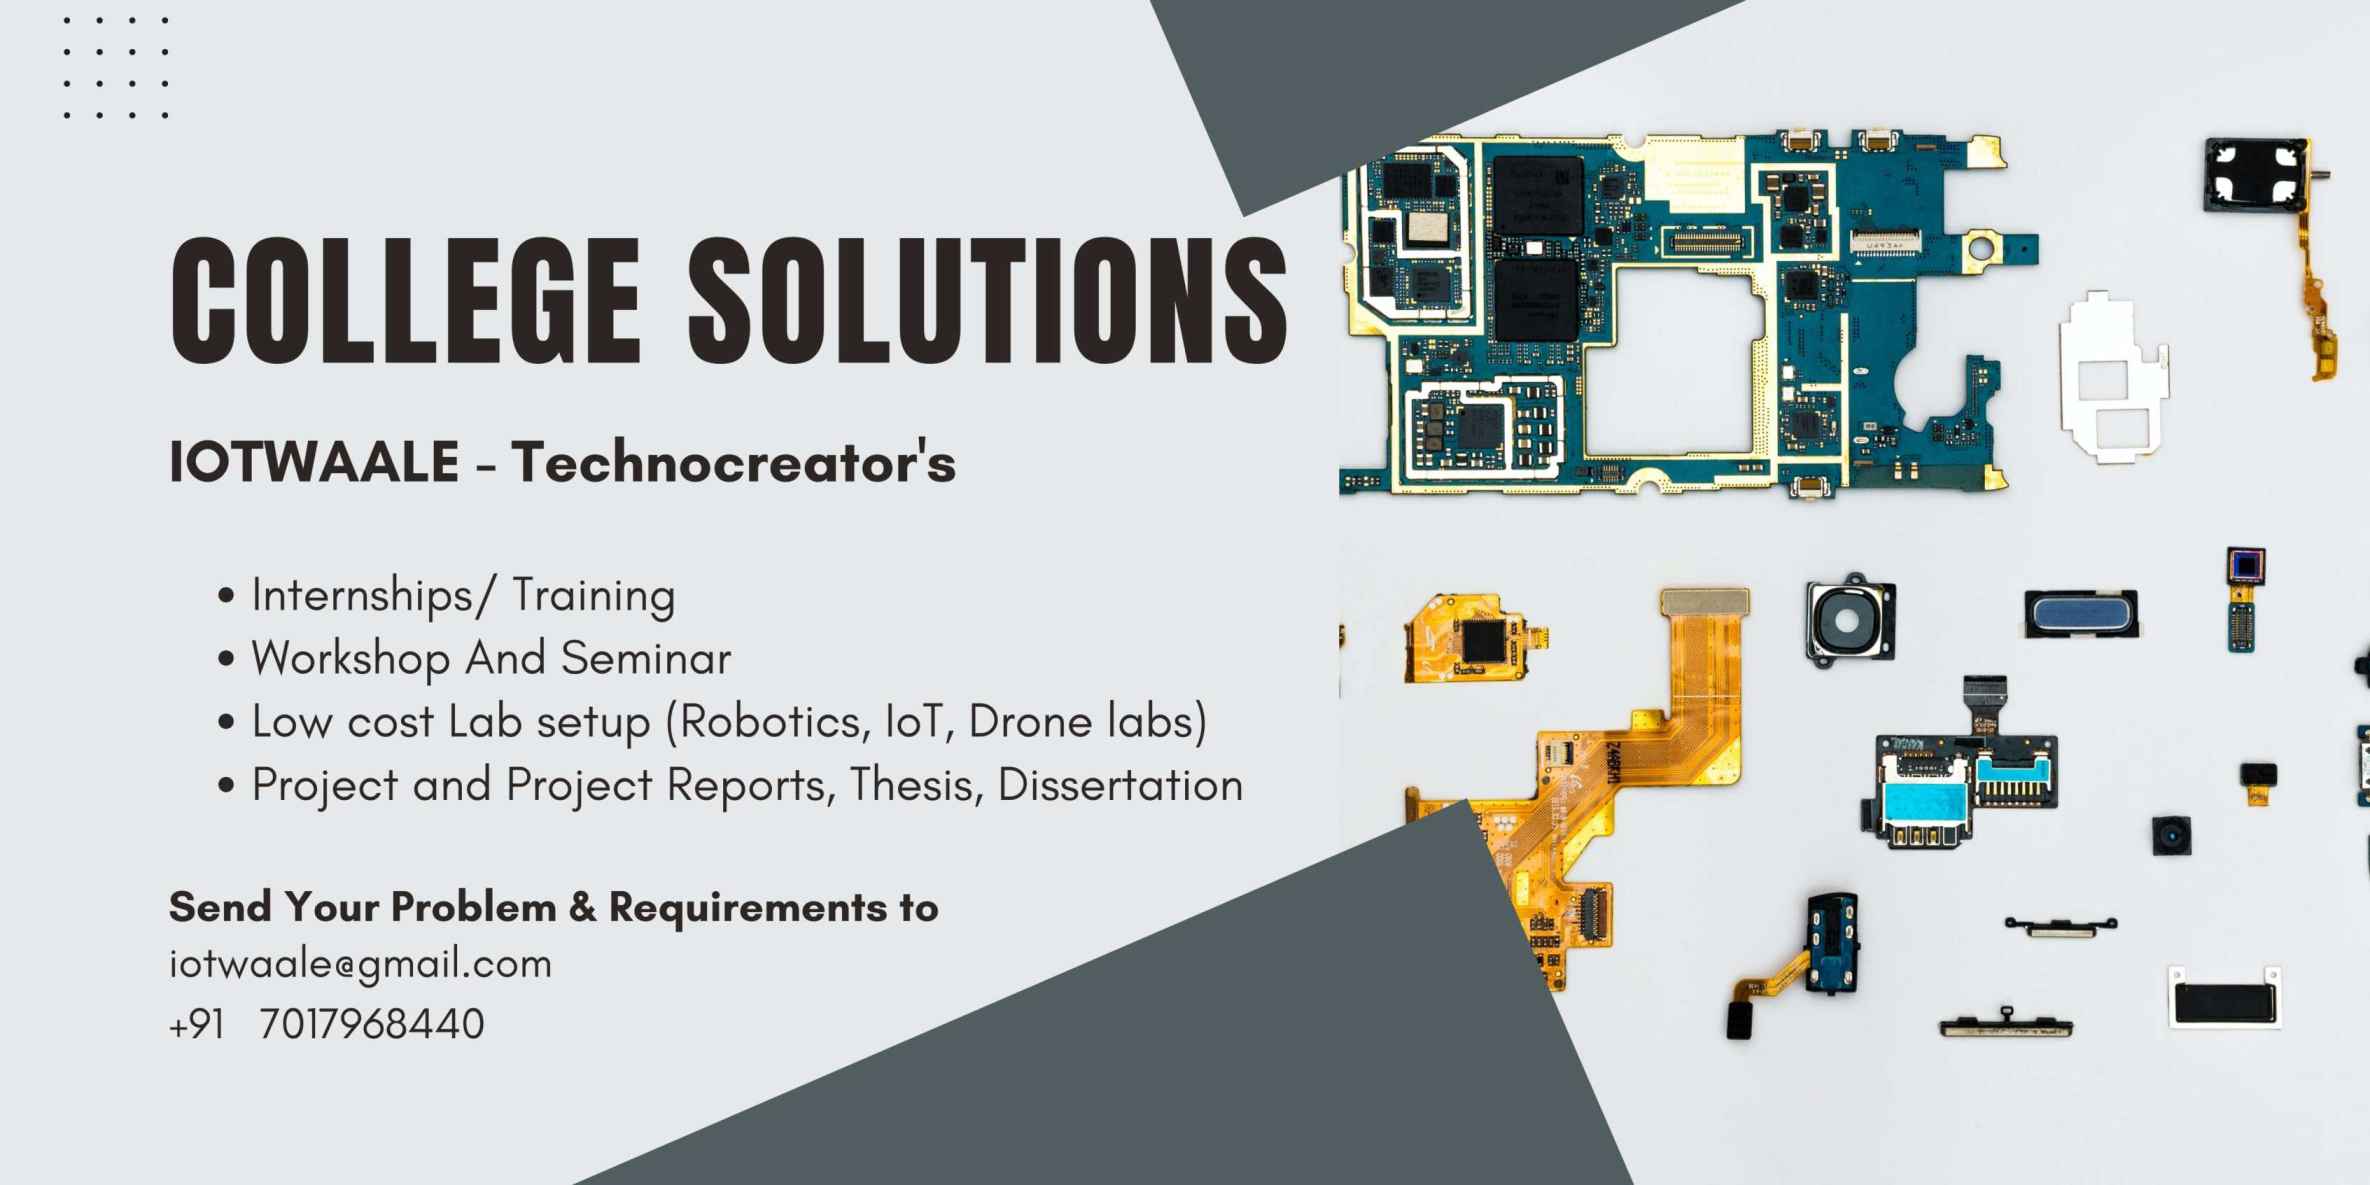 COLLEGE SOLUTIONS
IOTWAALE - Technocreator's
• Internships/ Training
• Workshop And Seminar
• Low cost Lab setup (Robotics, IoT, Drone labs)
• Project and Project Reports, Thesis, Dissertation
Send Your Problem & Requirements to
iotwaale@gmail.com
+91 7017968440